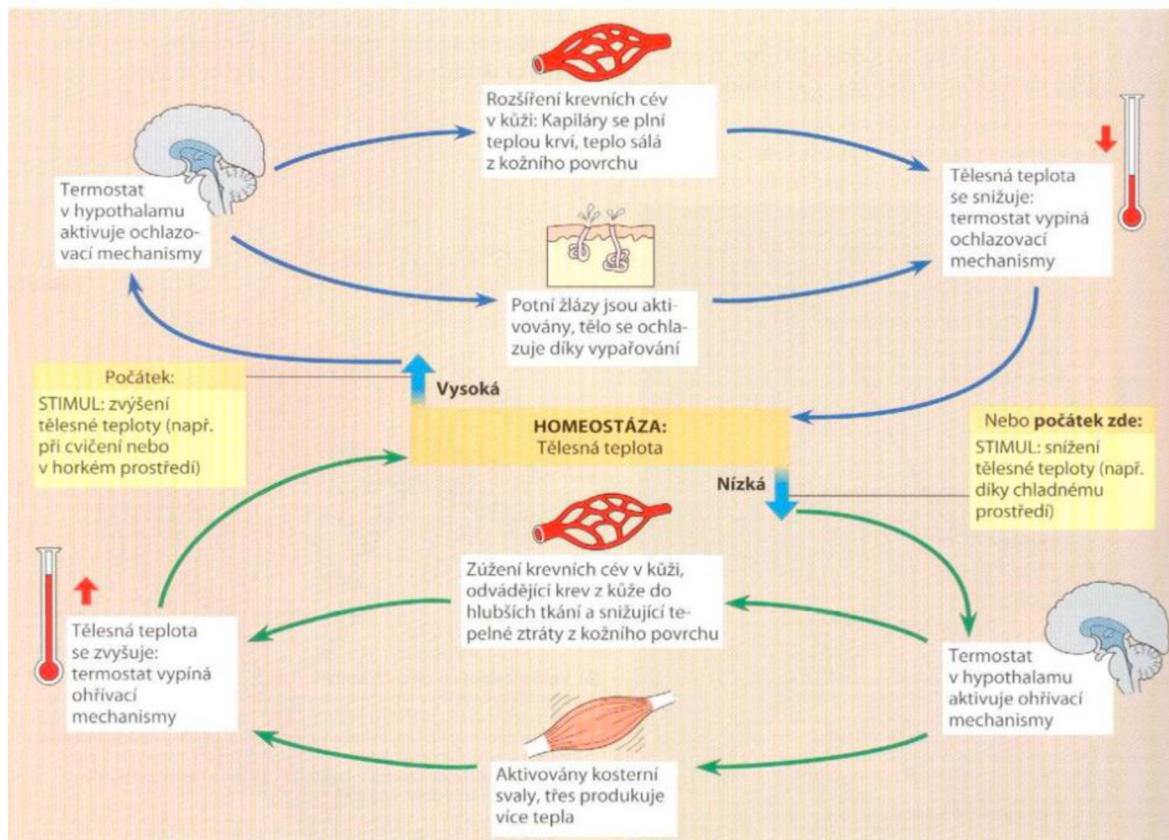 Rozšíření krevních cév
v kůži: Kapiláry se plní
teplou krví, teplo sálá
z kožního povrchu
Termostat
v hypothalamu
aktivuje ochlazo-
vací mechanismy
Tělesná teplota
se snižuje:
termostat vypíná
ochlazovací
mechanismy
Potní žlázy jsou akti-
vovány, tělo se ochla-
zuje díky vypařování
Počátek:
STIMUL: zvýšení
tělesné teploty (např.
při cvičení nebo
v horkém prostředí)
Vysoká
HOMEOSTÁZA:
Tělesná teplota
Nízká
Nebo počátek zde:
STIMUL: snížení
tělesné teploty (např.
díky chladnému
prostředí)
Zúžení krevních cév v kůži,
odvádějící krev z kůže do
hlubších tkání a snižující te-
pelné ztráty z kožního povrchu
Tělesná teplota
se zvyšuje:
termostat vypíná
ohřívací
mechanismy
Termostat
v hypothalamu
aktivuje ohřívací
mechanismy
Aktivovány kosterní
svaly, třes produkuje
více tepla